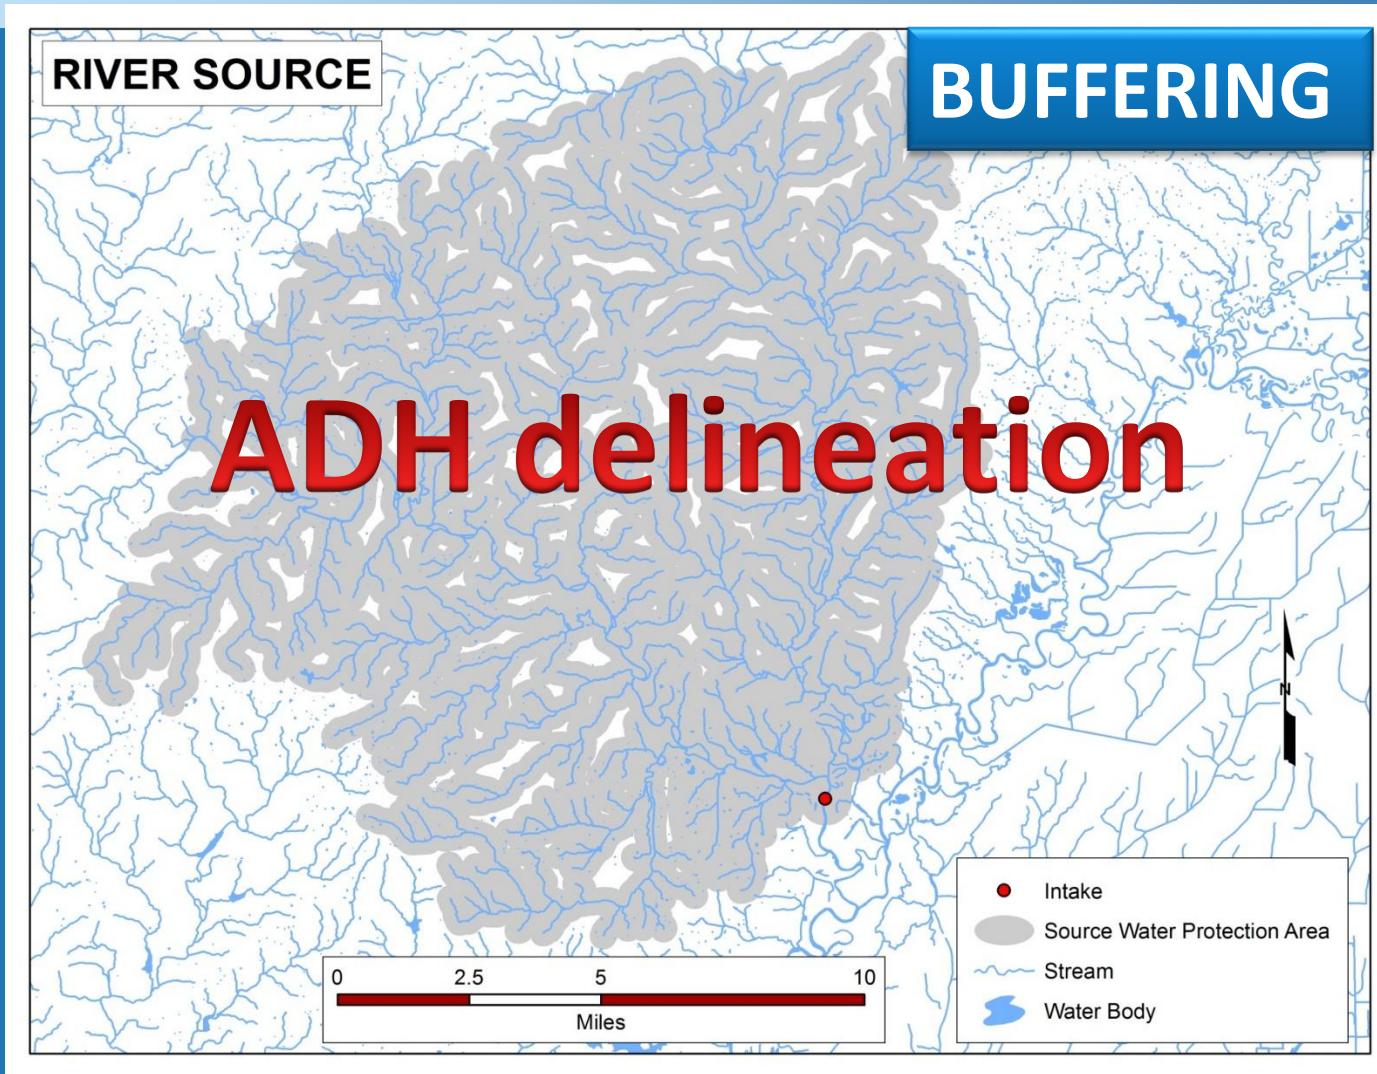 RIVER SOURCE
BUFFERING
ADH delineation
N
Intake
Source Water Protection Area
Stream
Water Body
0 2.5 5 10
Miles